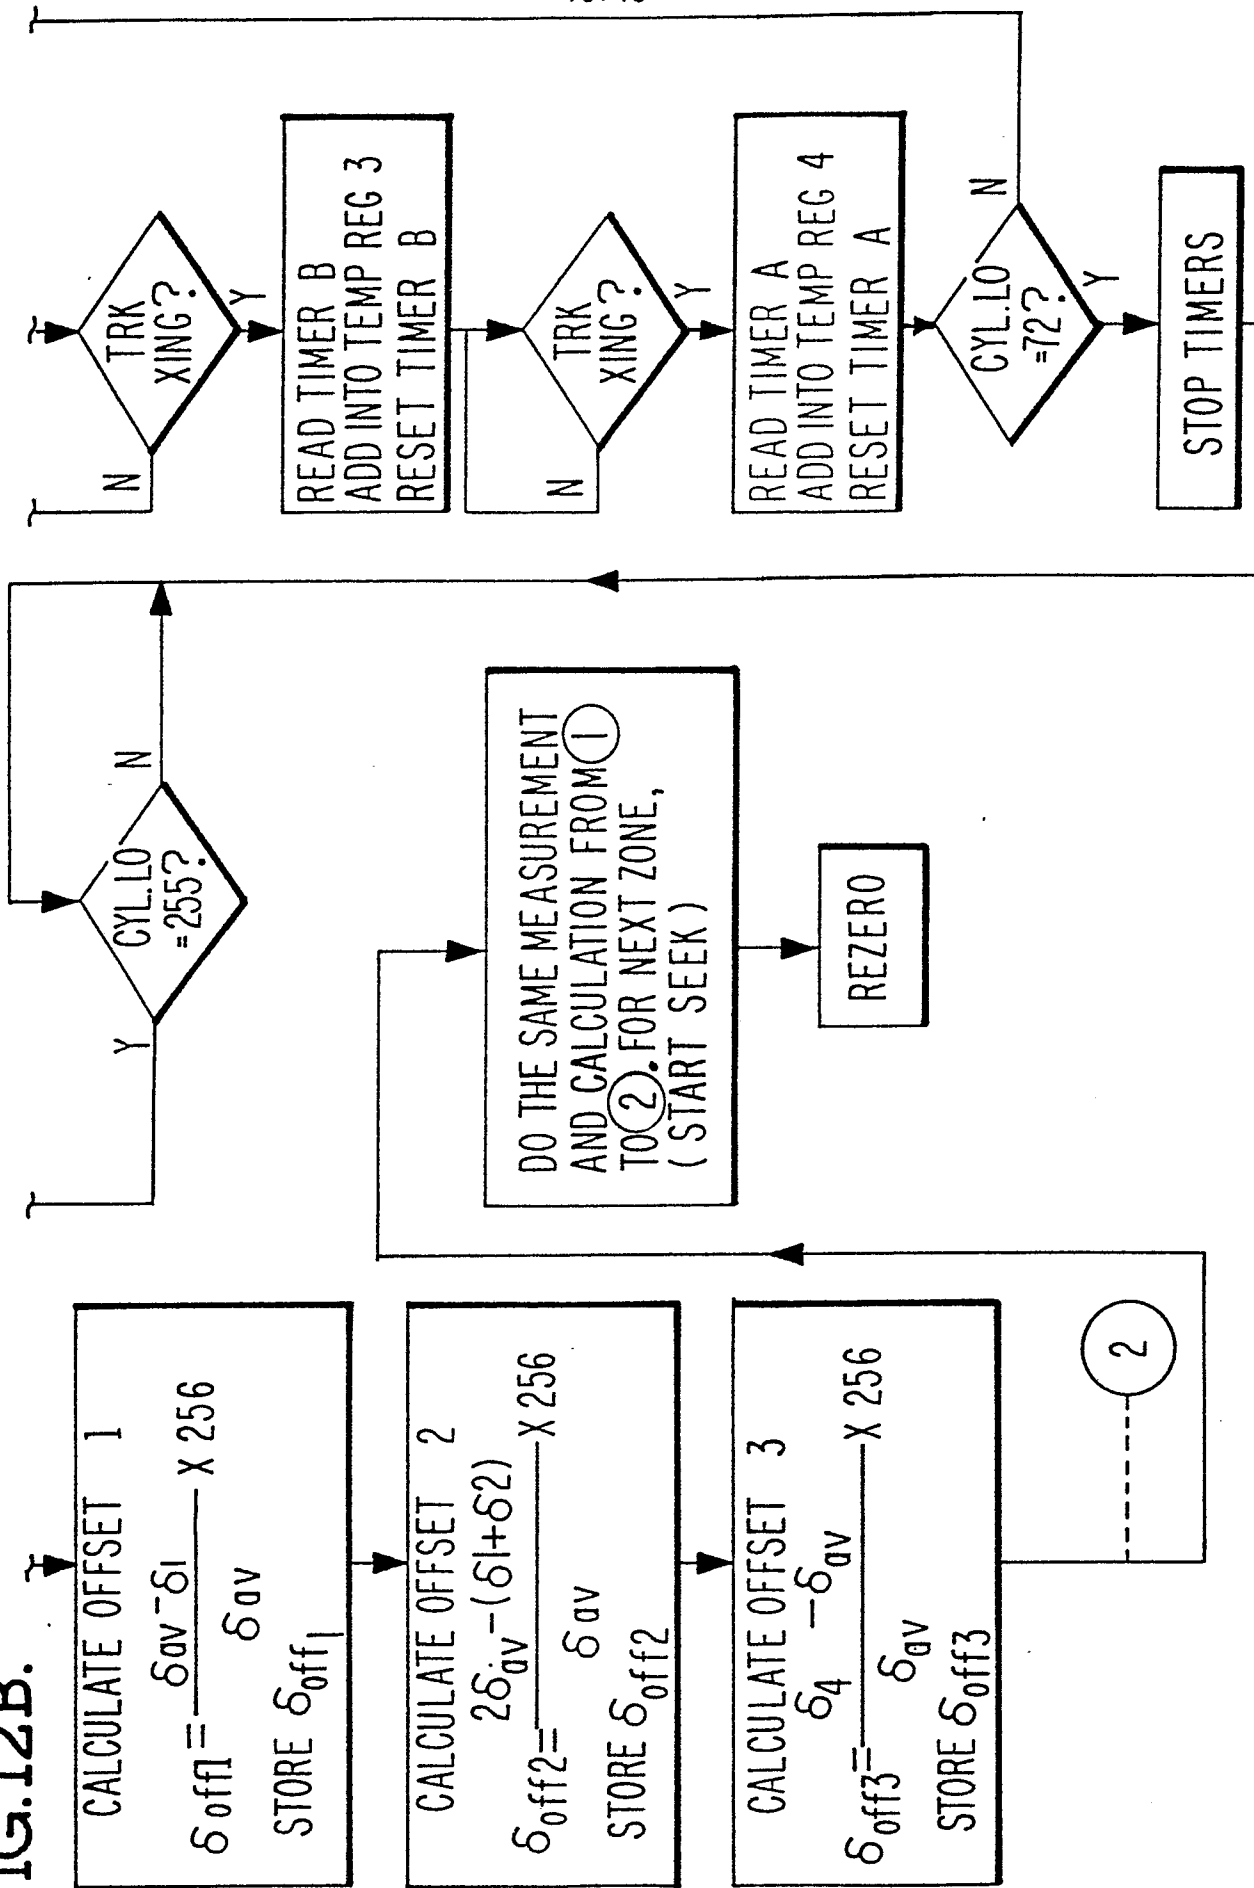 FIG.12B.
CALCULATE OFFSET 1
δoff1 = (δav-δ1) / δav X 256
STORE δoff1
CALCULATE OFFSET 2
δoff2 = (2δav-(δ1+δ2)) / δav X 256
STORE δoff2
CALCULATE OFFSET 3
δoff3 = (δ4 -δav) / δav X 256
STORE δoff3
2
Y
CYL.LO
=255?
N
DO THE SAME MEASUREMENT
AND CALCULATION FROM 1
TO 2. FOR NEXT ZONE,
(START SEEK)
REZERO
TRK
XING?
N
Y
READ TIMER B
ADD INTO TEMP REG 3
RESET TIMER B
TRK
XING?
N
Y
READ TIMER A
ADD INTO TEMP REG 4
RESET TIMER A
CYL.LO
=72?
N
Y
STOP TIMERS